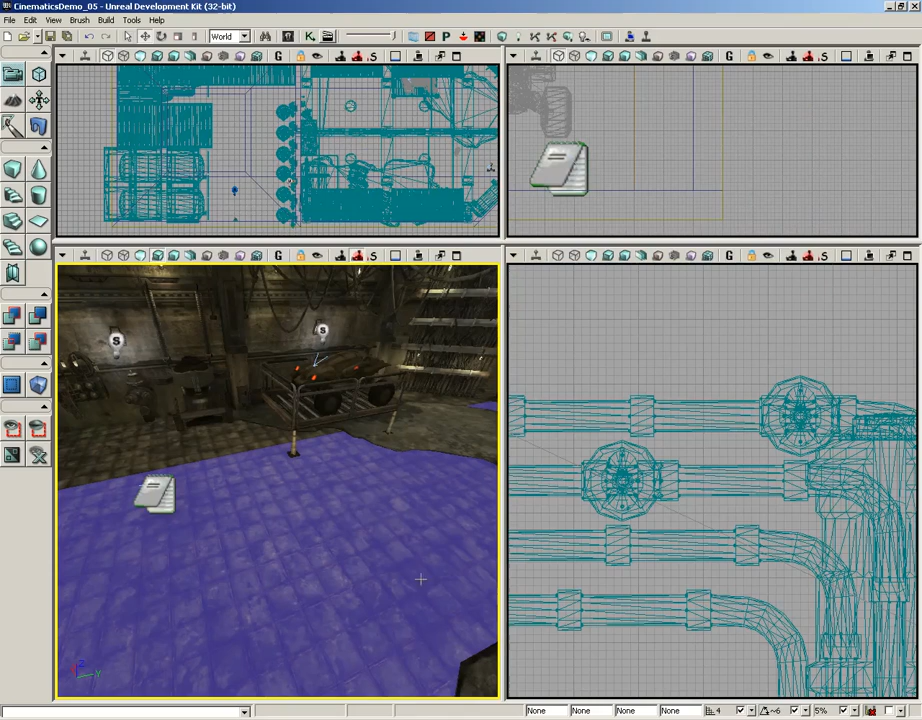 CinematicsDemo_05 - Unreal Development Kit (32-bit)
File Edit View Brush Build Tools Help
World
G
S
G
S
G
S
G
S
S
S
Z
Y
None None None None 4 ~6 5%